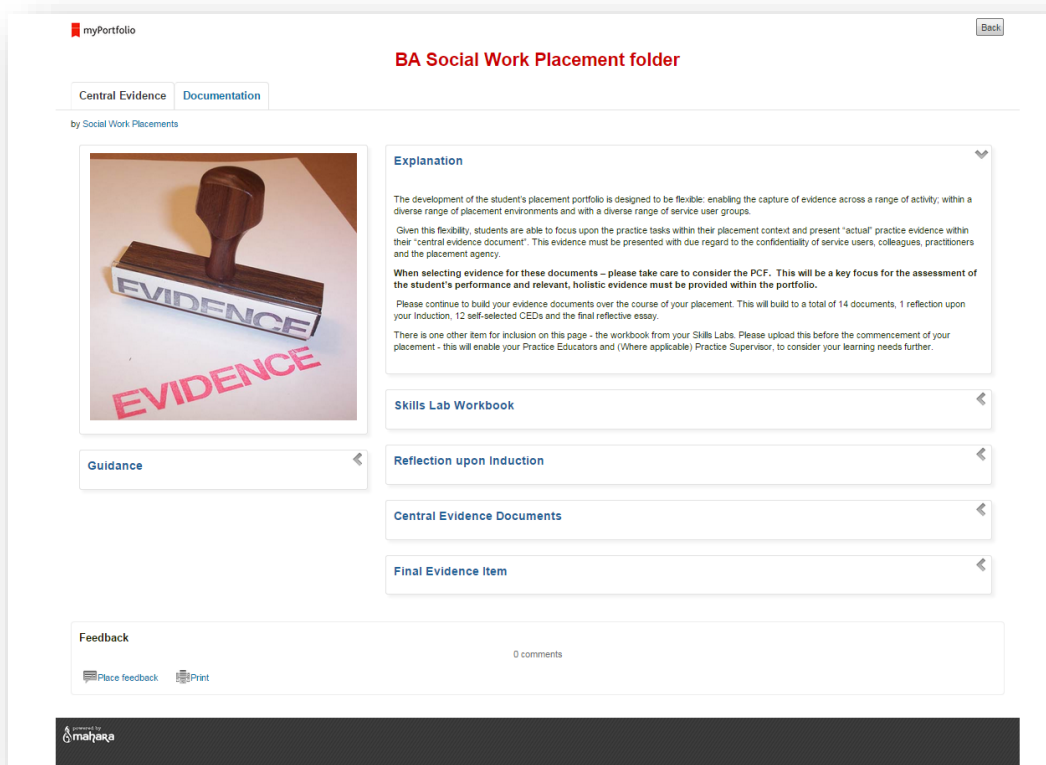 myPortfolio
Back
BA Social Work Placement folder
Central Evidence
Documentation
by Social Work Placements
EVIDENCE
EVIDENCE
Guidance
Explanation
The development of the student's placement portfolio is designed to be flexible: enabling the capture of evidence across a range of activity; within a
diverse range of placement environments and with a diverse range of service user groups.
Given this flexibility, students are able to focus upon the practice tasks within their placement context and present “actual” practice evidence within
their “central evidence document”. This evidence must be presented with due regard to the confidentiality of service users, colleagues, practitioners
and the placement agency.
When selecting evidence for these documents – please take care to consider the PCF. This will be a key focus for the assessment of
the student's performance and relevant, holistic evidence must be provided within the portfolio.
Please continue to build your evidence documents over the course of your placement. This will build to a total of 14 documents, 1 reflection upon
your Induction, 12 self-selected CEDs and the final reflective essay.
There is one other item for inclusion on this page - the workbook from your Skills Labs. Please upload this before the commencement of your
placement - this will enable your Practice Educators and (Where applicable) Practice Supervisor, to consider your learning needs further.
Skills Lab Workbook
Reflection upon Induction
Central Evidence Documents
Final Evidence Item
Feedback
0 comments
Place feedback
Print
powered by
mahara